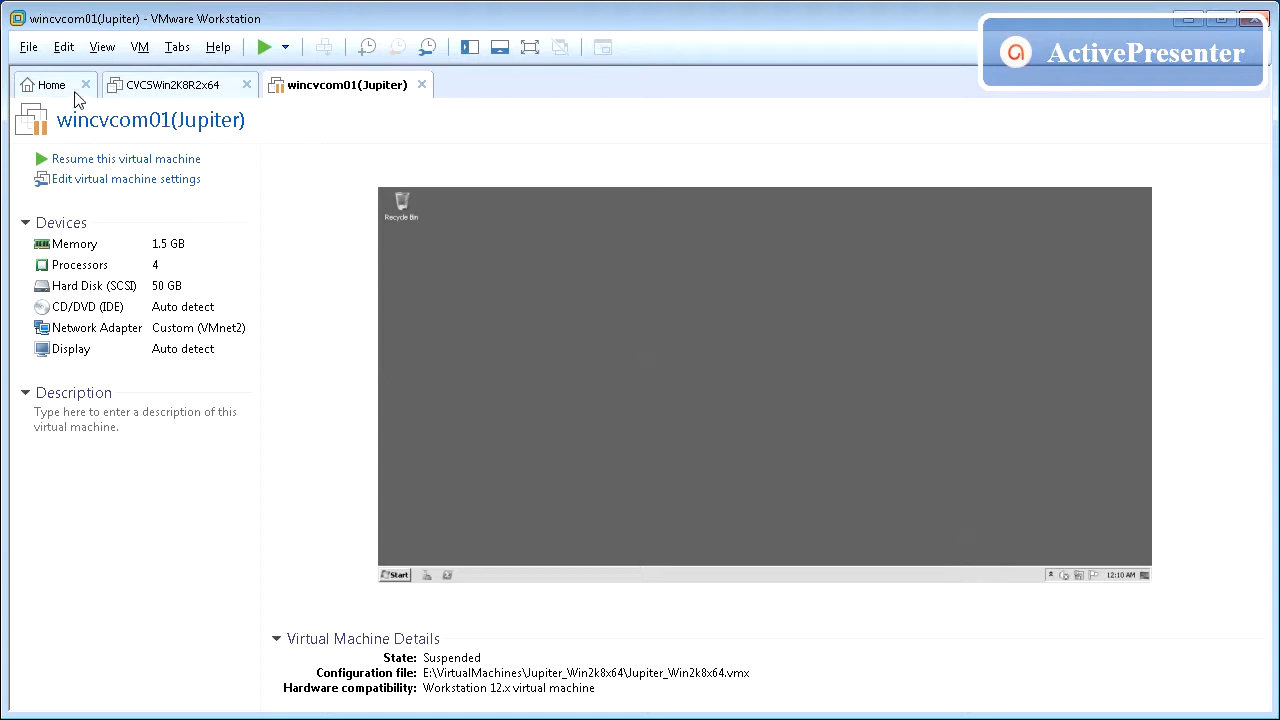 wincvcom01(Jupiter) - VMware Workstation
ActivePresenter
File Edit View VM Tabs Help
Home CVCSWin2K8R2x64 wincvcom01(Jupiter)
wincvcom01(Jupiter)
Resume this virtual machine
Edit virtual machine settings
Devices
Memory 1.5 GB
Processors 4
Hard Disk (SCSI) 50 GB
CD/DVD (IDE) Auto detect
Network Adapter Custom (VMnet2)
Display Auto detect
Description
Type here to enter a description of this
virtual machine.
Recycle Bin
Start 12:10 AM
Virtual Machine Details
State: Suspended
Configuration file: E:\VirtualMachines\Jupiter_Win2k8x64\Jupiter_Win2k8x64.vmx
Hardware compatibility: Workstation 12.x virtual machine